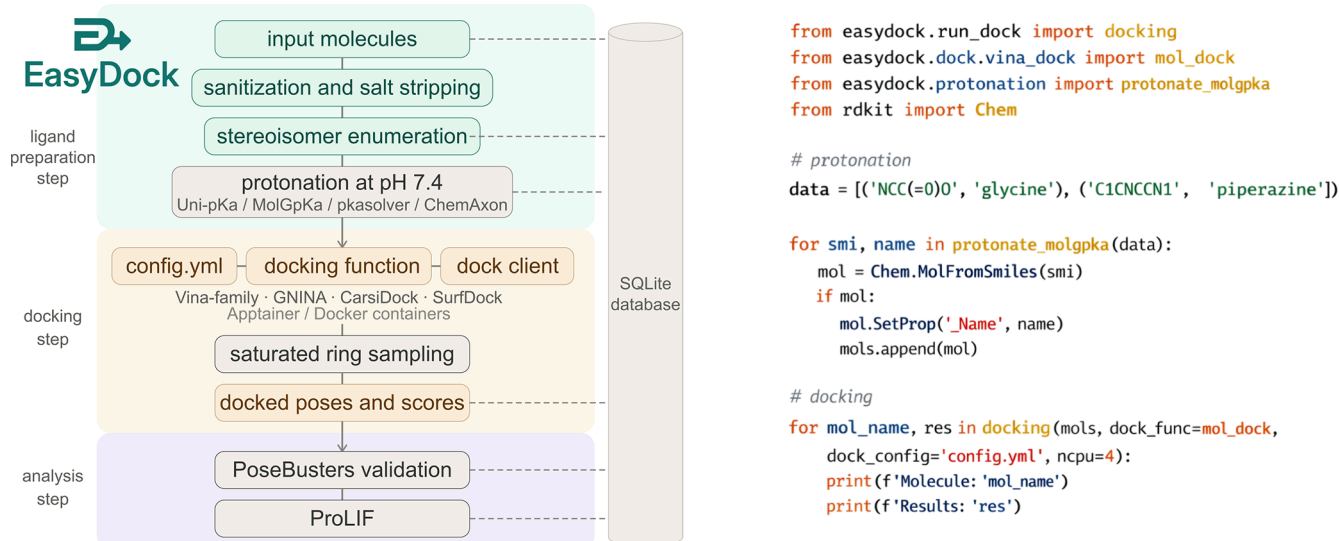 EasyDock
input molecules
sanitization and salt stripping
stereoisomer enumeration
ligand
preparation
step
protonation at pH 7.4
Uni-pKa / MolGpKa / pkasolver / ChemAxon
config.yml
docking function
dock client
Vina-family · GNINA · CarsiDock · SurfDock
Apptainer / Docker containers
docking
step
saturated ring sampling
docked poses and scores
analysis
step
PoseBusters validation
ProLIF
SQLite
database
from easydock.run_dock import docking
from easydock.dock.vina_dock import mol_dock
from easydock.protonation import protonate_molgpka
from rdkit import Chem
# protonation
data = [('NCC(=0)O', 'glycine'), ('C1CNCCN1', 'piperazine')]
for smi, name in protonate_molgpka(data):
mol = Chem.MolFromSmiles(smi)
if mol:
mol.SetProp('_Name', name)
mols.append(mol)
# docking
for mol_name, res in docking(mols, dock_func=mol_dock,
dock_config='config.yml', ncpu=4):
print(f'Molecule: 'mol_name')
print(f'Results: 'res')